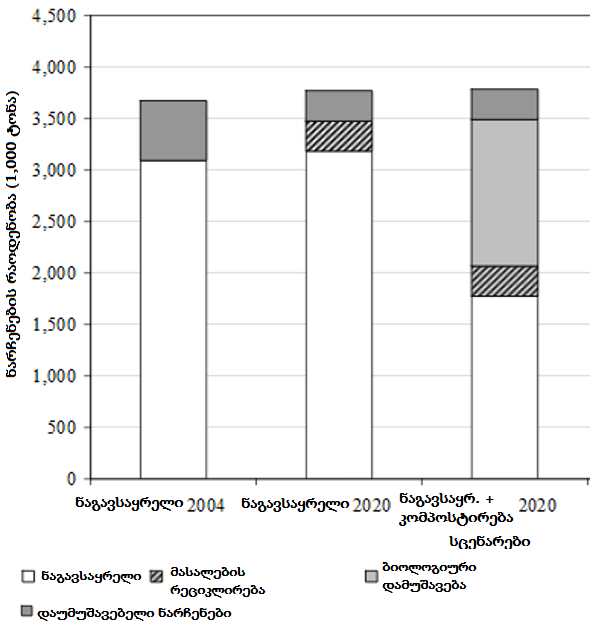 ნარჩენების რაოდენობა (1,000 ტონა)
4,500
4,000
3,500
3,000
2,500
2,000
1,500
1,000
500
0
ნაგავსაყრელი 2004
ნაგავსაყრელი 2020
ნაგავსაყრ. +
კომპოსტირება 2020
სცენარები
ნაგავსაყრელი
მასალების
რეციკლირება
ბიოლოგიური
დამუშავება
დაუმუშავებელი ნარჩენები